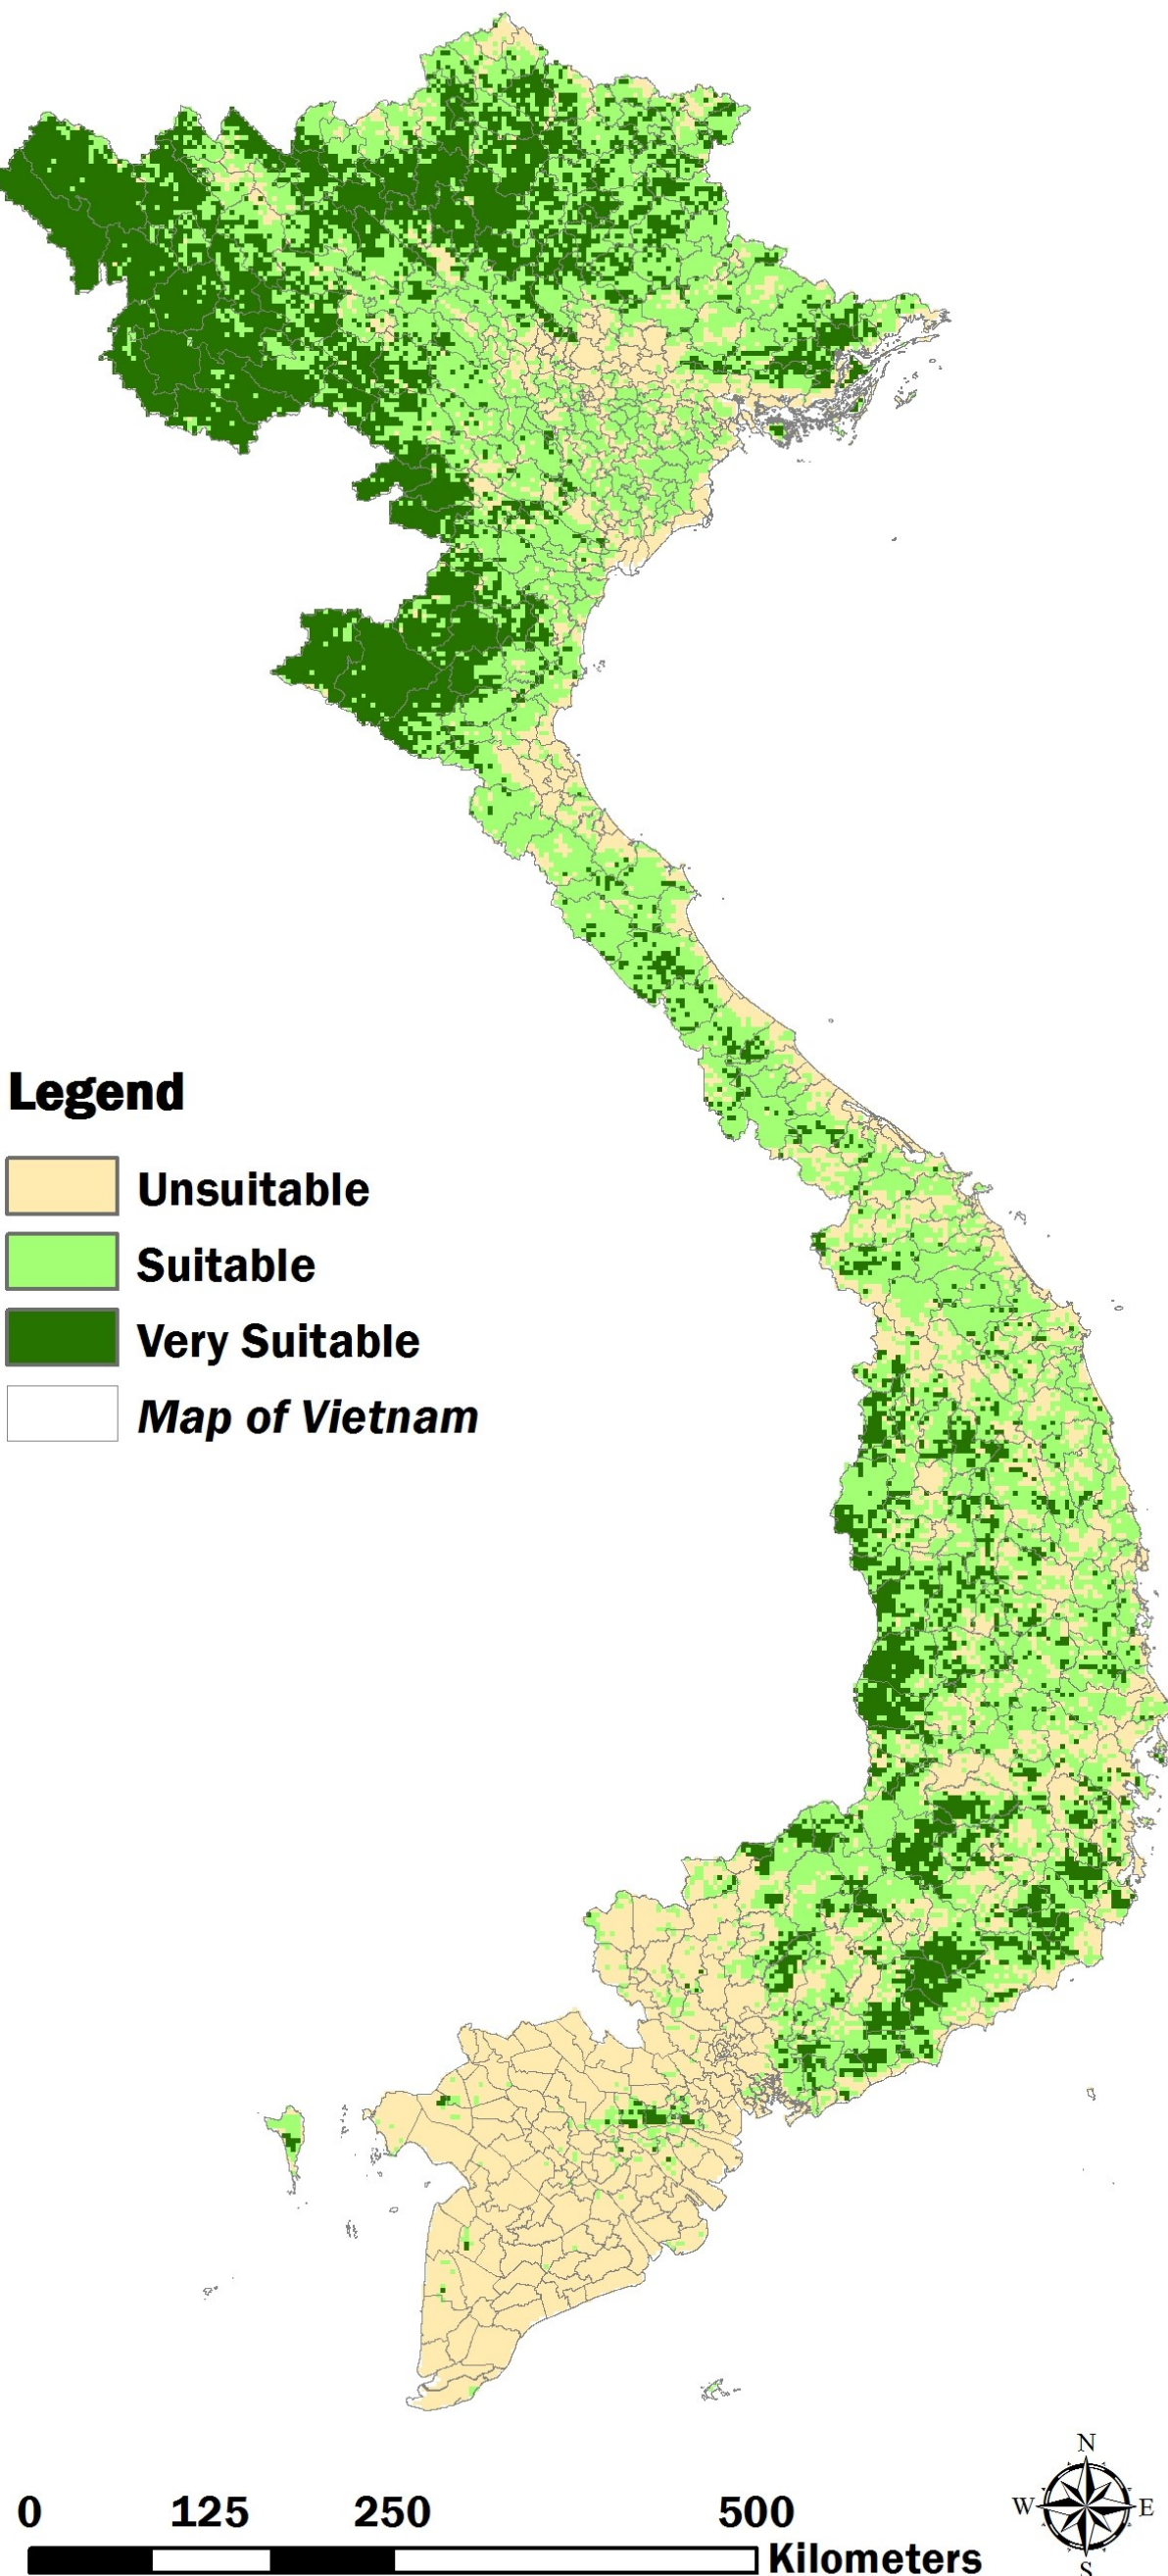 Legend
Unsuitable
Suitable
Very Suitable
Map of Vietnam
N
W E
S
0 125 250 500
Kilometers